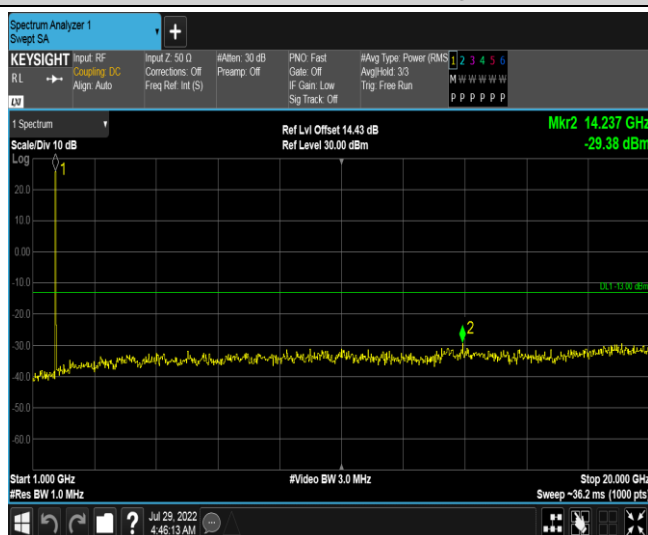 Spectrum Analyzer 1
Swept SA
+
KEYSIGHT
RL
LXI
Input: RF
Coupling: DC
Align: Auto
Input Z: 50 Ω
Corrections: Off
Freq Ref: Int (S)
#Atten: 30 dB
Preamp: Off
PNO: Fast
Gate: Off
IF Gain: Low
Sig Track: Off
#Avg Type: Power (RMS
Avg|Hold: 3/3
Trig: Free Run
1 2 3 4 5 6
M W W W W W
P P P P P P
1 Spectrum
Scale/Div 10 dB
Log
Ref Lvl Offset 14.43 dB
Ref Level 30.00 dBm
Mkr2 14.237 GHz
-29.38 dBm
1
20.0
10.0
0.00
-10.0
DL1 -13.00 dBm
-20.0
2
-30.0
-40.0
-50.0
-60.0
Start 1.000 GHz
#Res BW 1.0 MHz
#Video BW 3.0 MHz
Stop 20.000 GHz
Sweep ~36.2 ms (1000 pts)
?
Jul 29, 2022
4:46:13 AM